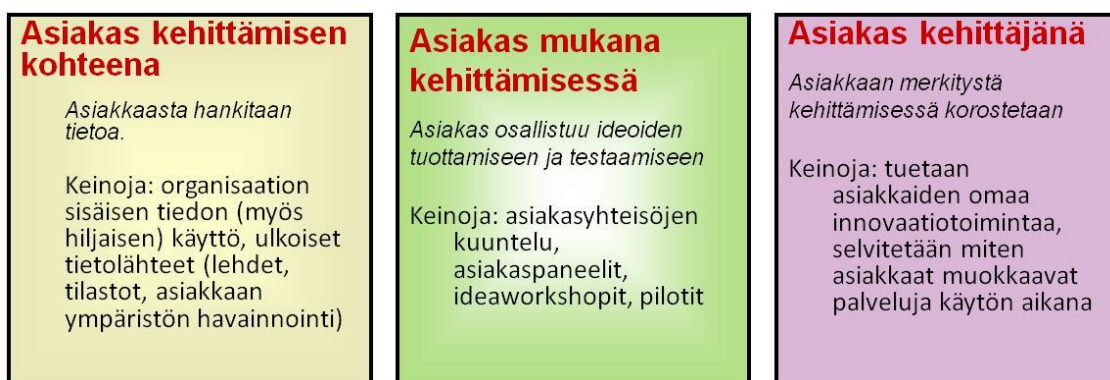 Asiakas kehittämisen
kohteena
Asiakkaasta hankitaan
tietoa.
Keinoja: organisaation
sisäisen tiedon (myös
hiljaisen) käyttö, ulkoiset
tietolähteet (lehdet,
tilastot, asiakkaan
ympäristön havainnointi)
Asiakas mukana
kehittämisessä
Asiakas osallistuu ideoiden
tuottamiseen ja testaamiseen
Keinoja: asiakasyhteisöjen
kuuntelu,
asiakaspaneelit,
ideaworkshopit, pilotit
Asiakas kehittäjänä
Asiakkaan merkitystä
kehittämisessä korostetaan
Keinoja: tuetaan
asiakkaiden omaa
innovaatiotoimintaa,
selvitetään miten
asiakkaat muokkaavat
palveluja käytön aikana